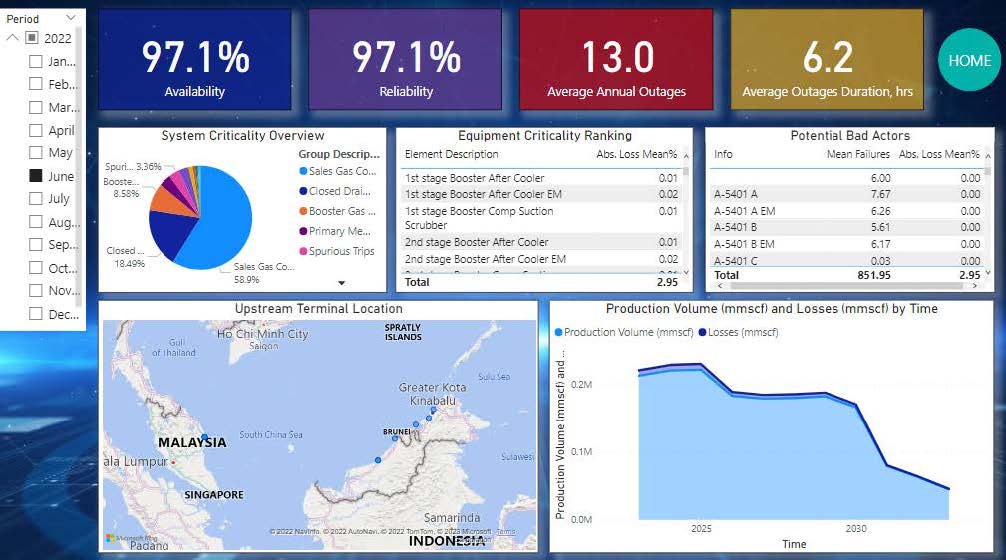 Period
2022
Jan...
Feb...
Mar...
April
May
June
July
Aug...
Sep...
Oct...
Nov...
Dec...
97.1%
Availability
97.1%
Reliability
13.0
Average Annual Outages
6.2
Average Outages Duration, hrs
HOME
System Criticality Overview
Spuri... 3.36%
Booste...
8.58%
Closed ...
18.49%
Sales Gas Co...
58.9%
Group Descrip...
Sales Gas Co...
Closed Drai...
Booster Gas ...
Primary Me...
Spurious Trips
Equipment Criticality Ranking
Element Description Abs. Loss Mean%
1st stage Booster After Cooler 0.01
1st stage Booster After Cooler EM 0.02
1st stage Booster Comp Suction 0.01
Scrubber
2nd stage Booster After Cooler 0.01
2nd stage Booster After Cooler EM 0.02
Total 2.95
Potential Bad Actors
Info Mean Failures Abs. Loss Mean%
6.00 0.00
A-5401 A 7.67 0.00
A-5401 A EM 6.26 0.00
A-5401 B 5.61 0.00
A-5401 B EM 6.17 0.00
A-5401 C 0.03 0.00
Total 851.95 2.95
Upstream Terminal Location
Ho Chi Minh City
Saigon
Gulf
of Thailand
SPRATLY
ISLANDS
Sulu Sea
Greater Kota
Kinabalu
BRUNEI
South China Sea
MALAYSIA
ala Lumpur
Sulawesi
SINGAPORE
Samarinda
INDONESIA
Padang
Microsoft Bing
© 2022 NavInfo, © 2022 AutoNavi, © 2022 TomTom, © 2023 Microsoft Terms
Production Volume (mmscf) and Losses (mmscf) by Time
Production Volume (mmscf) Losses (mmscf)
Production Volume (mmscf) and ...
0.2M
0.1M
0.0M
2025
2030
Time